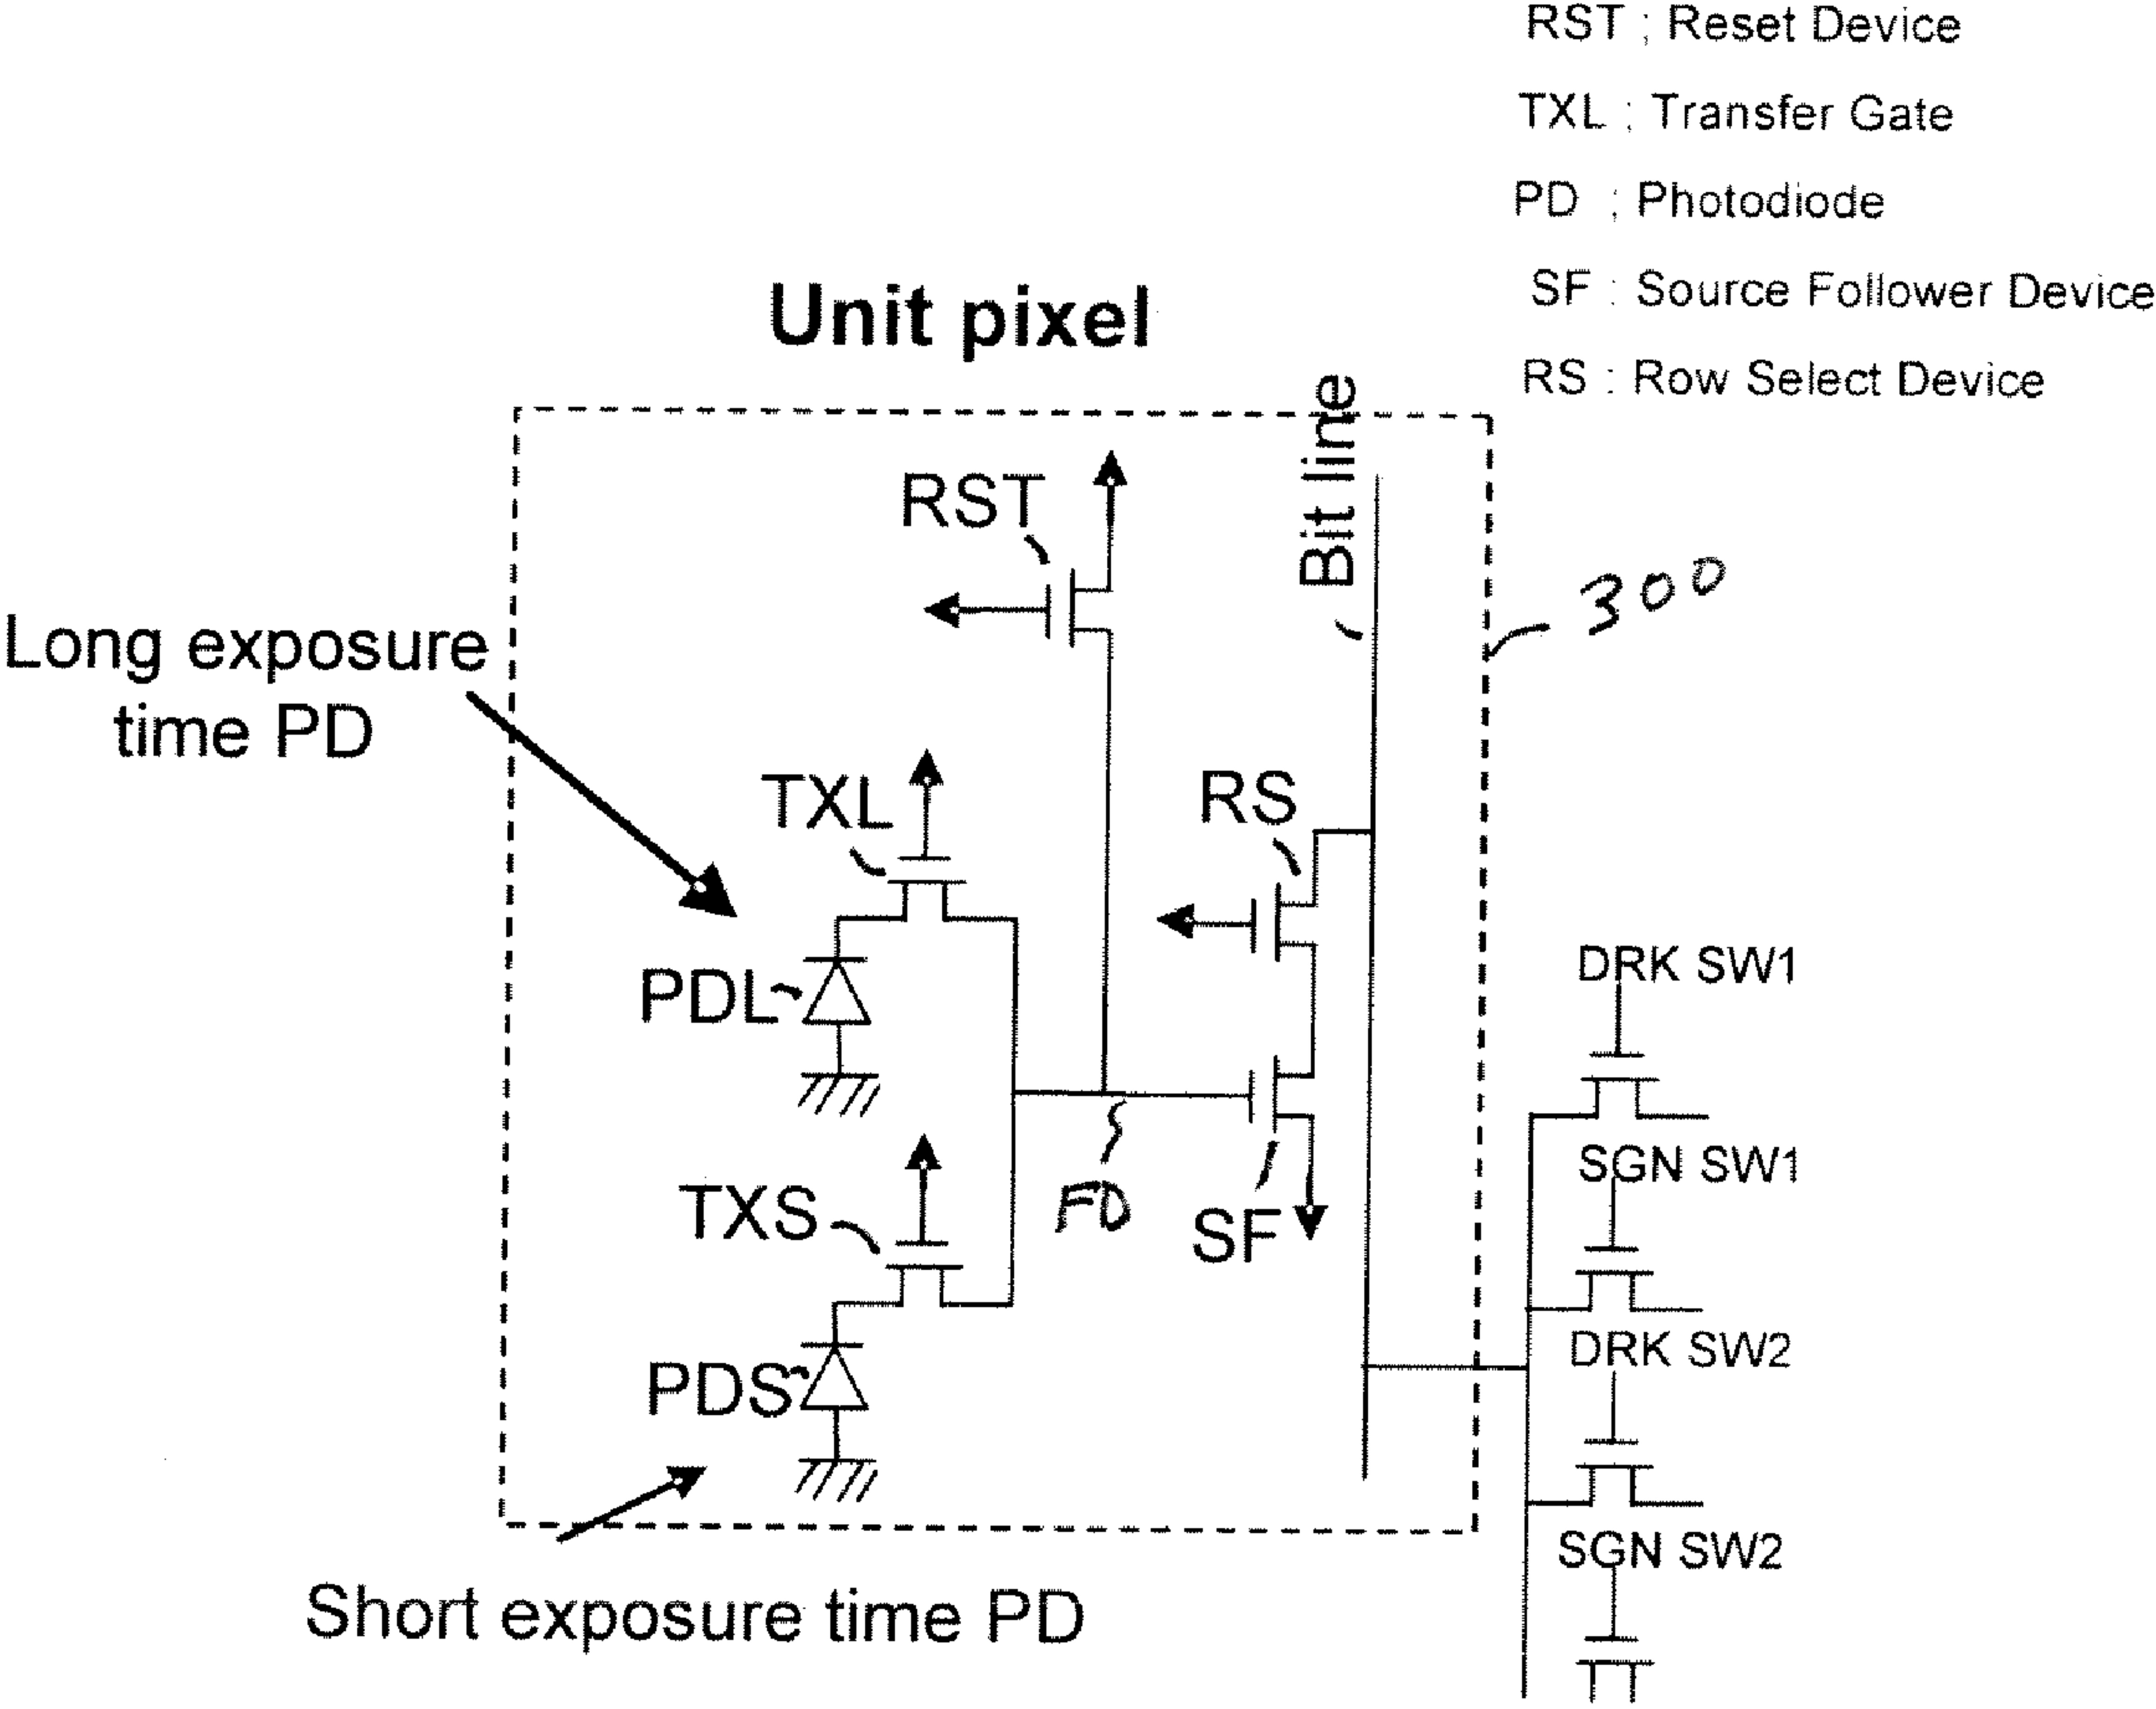 RST ; Reset Device
TXL ; Transfer Gate
PD ; Photodiode
SF : Source Follower Device
RS : Row Select Device
Unit pixel
Bit line
RST
300
Long exposure
time PD
TXL
RS
PDL
DRK SW1
SGN SW1
TXS
FD
SF
DRK SW2
PDS
SGN SW2
Short exposure time PD